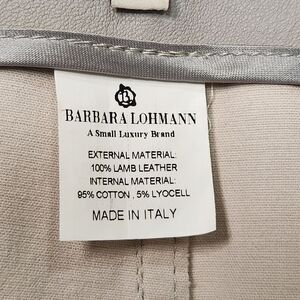 BARBARA LOHMANN
A Small Luxury Brand
EXTERNAL MATERIAL:
100% LAMB LEATHER
INTERNAL MATERIAL:
95% COTTON , 5% LYOCELL
MADE IN ITALY